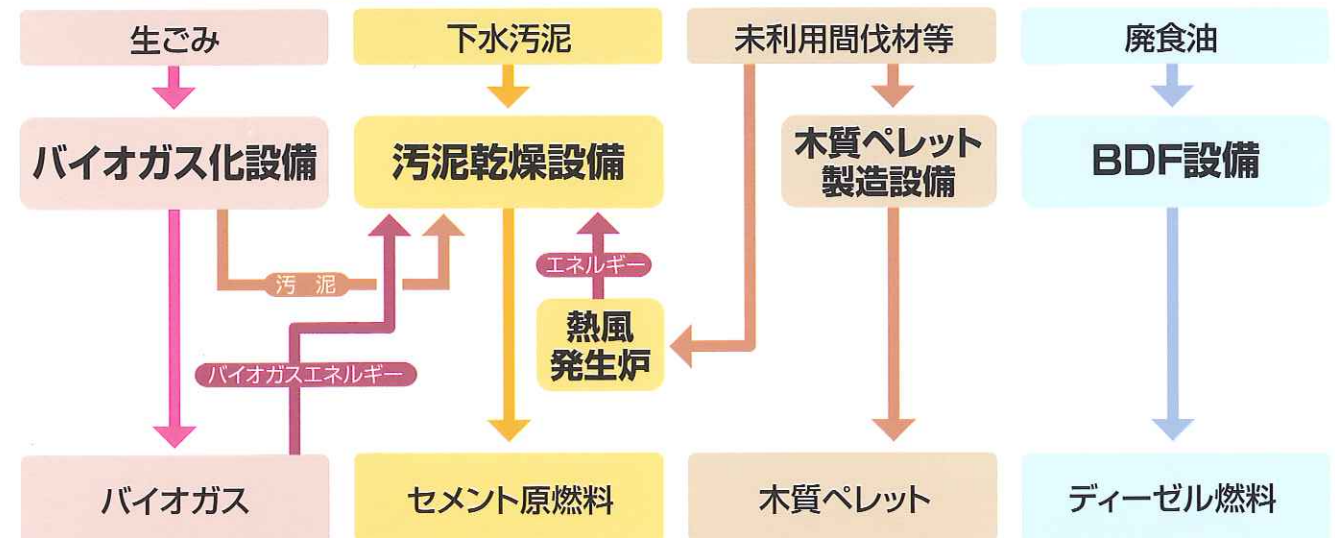 生ごみ
下水汚泥
未利用間伐材等
廃食油
バイオガス化設備
汚泥乾燥設備
木質ペレット
製造設備
BDF設備
汚 泥
エネルギー
熱風
発生炉
バイオガスエネルギー
バイオガス
セメント原燃料
木質ペレット
ディーゼル燃料